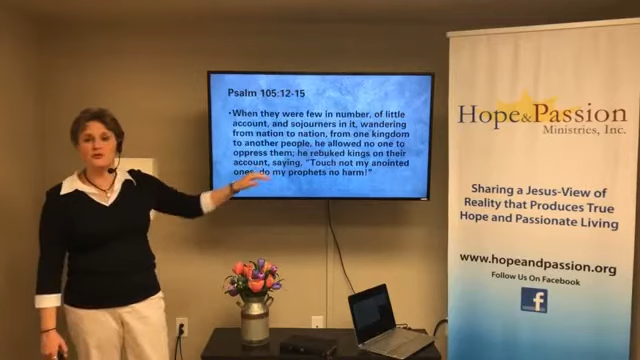 Psalm 105:12-15
•When they were few in number, of little
account, and sojourners in it, wandering
from nation to nation, from one kingdom
to another people, he allowed no one to
oppress them; he rebuked kings on their
account, saying, "Touch not my anointed
ones, do my prophets no harm!"
Hope&Passion
Ministries, Inc.
Sharing a Jesus-View of
Reality that Produces True
Hope and Passionate Living
www.hopeandpassion.org
Follow Us On Facebook
f